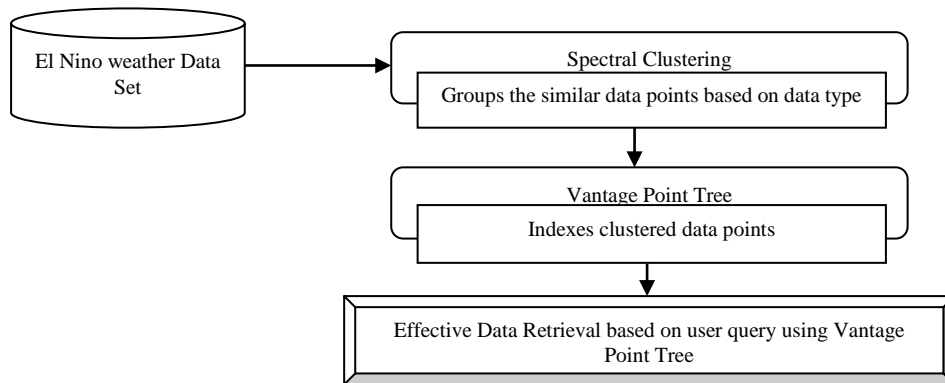 El Nino weather Data
Set
Spectral Clustering
Groups the similar data points based on data type
Vantage Point Tree
Indexes clustered data points
Effective Data Retrieval based on user query using Vantage
Point Tree